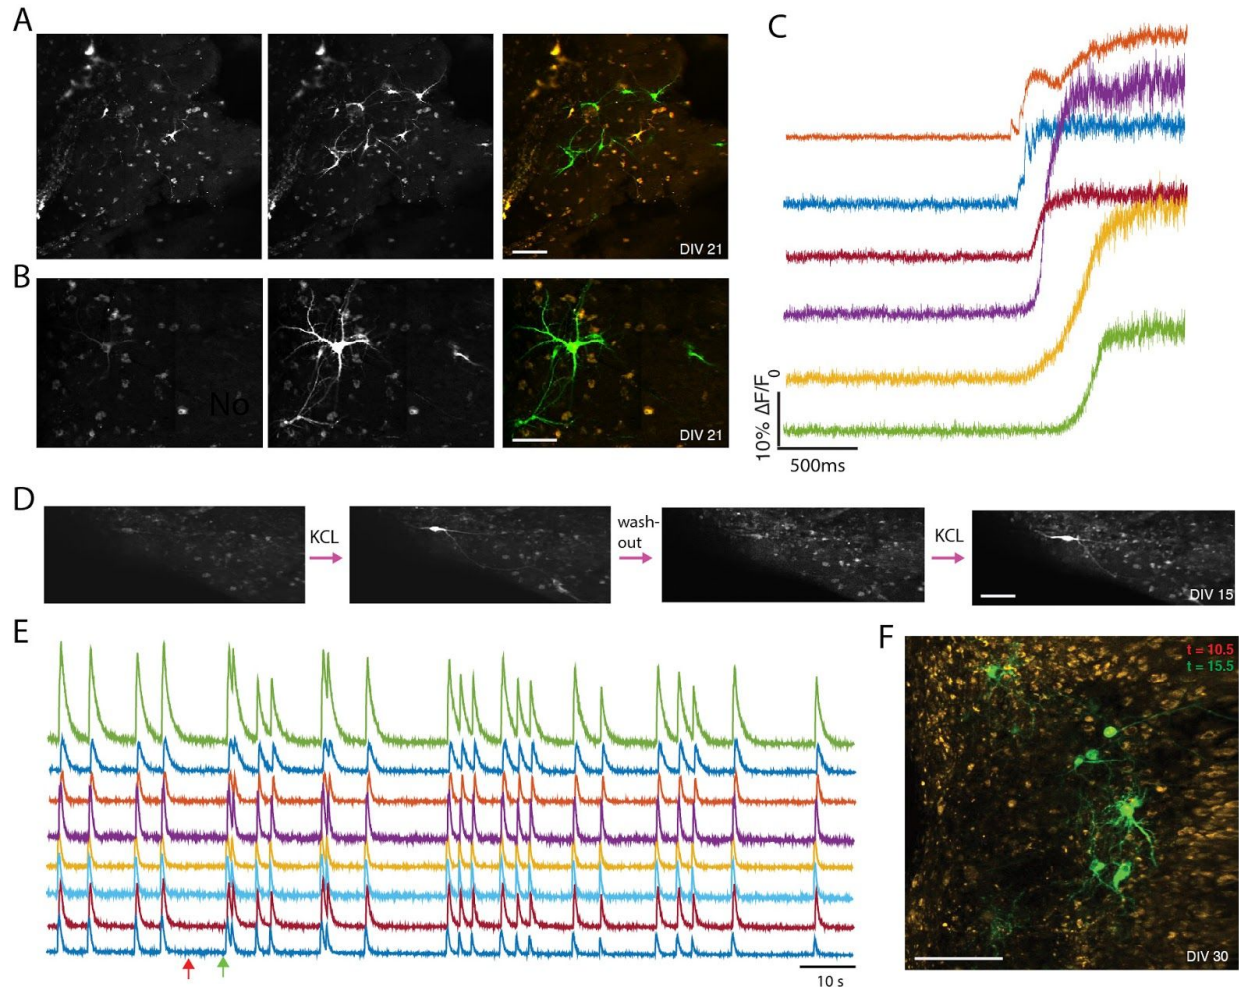 A
DIV 21
B
No
DIV 21
C
10% ΔF/F0
500ms
D
KCL
wash-
out
KCL
DIV 15
E
10 s
F
t = 10.5
t = 15.5
DIV 30